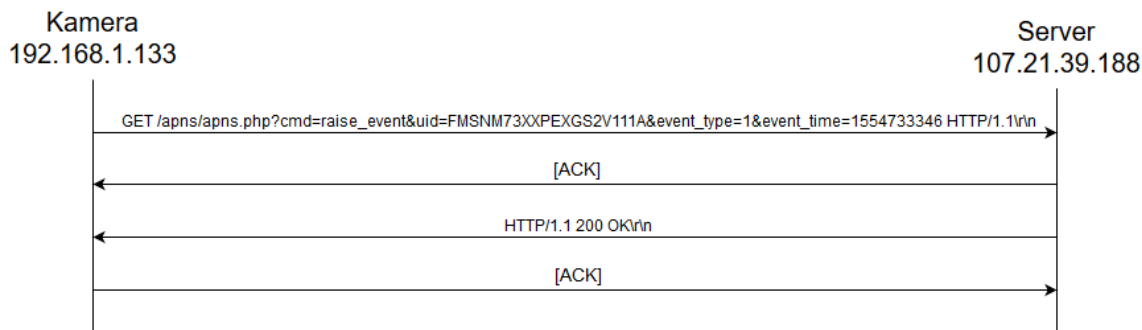 Kamera
192.168.1.133
Server
107.21.39.188
GET /apns/apns.php?cmd=raise_event&uid=FMSNM73XXPEXGS2V111A&event_type=1&event_time=1554733346 HTTP/1.1\r\n
[ACK]
HTTP/1.1 200 OK\r\n
[ACK]